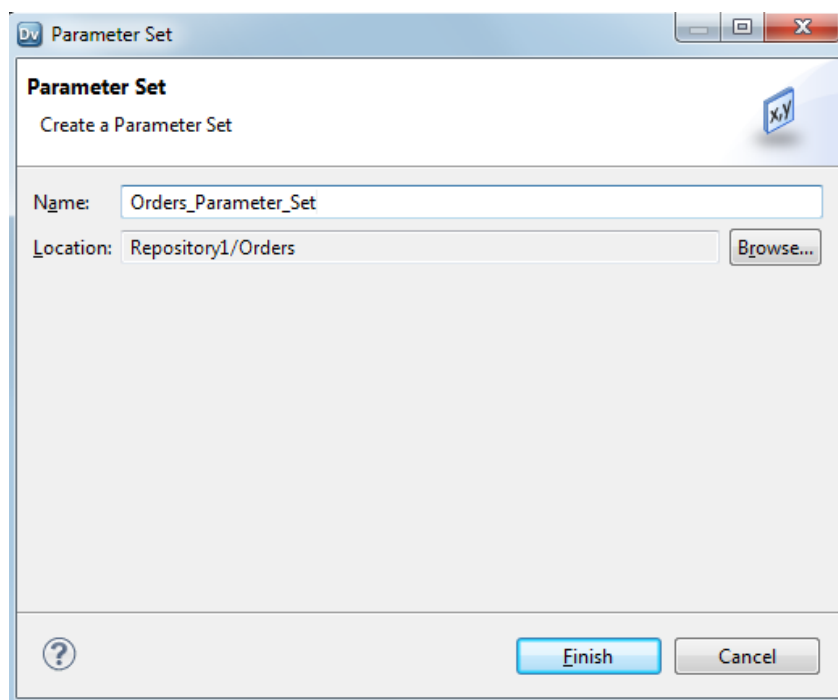 Dv Parameter Set
Parameter Set
Create a Parameter Set
x,y
Name: Orders_Parameter_Set
Location: Repository1/Orders Browse...
? Finish Cancel